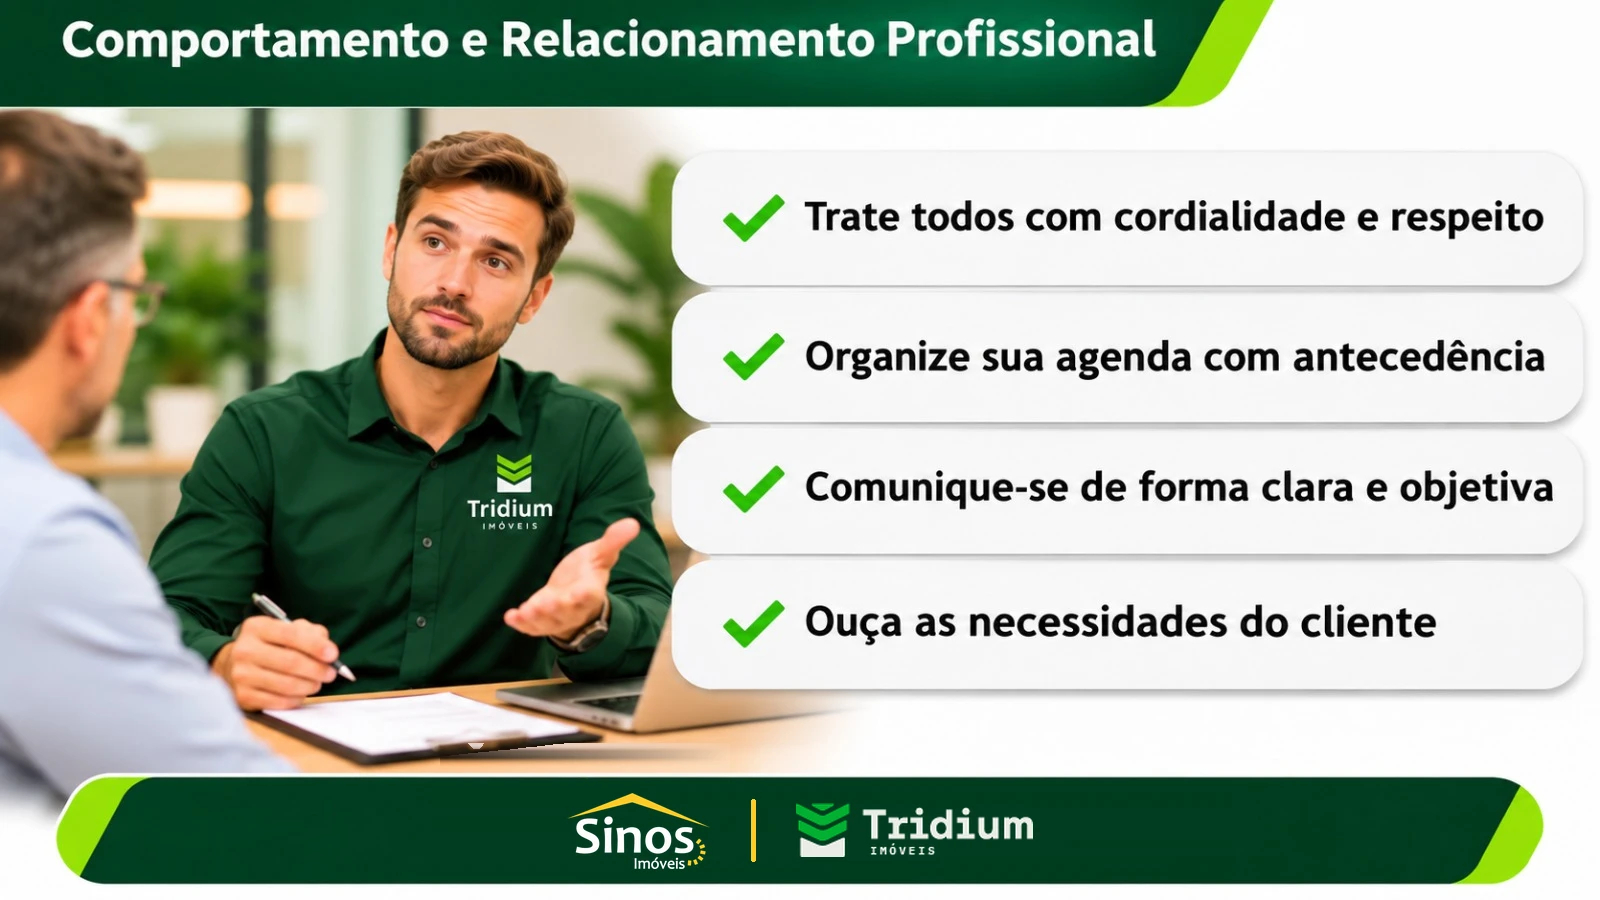 Comportamento e Relacionamento Profissional
Trate todos com cordialidade e respeito
Organize sua agenda com antecedência
Comunique-se de forma clara e objetiva
Ouça as necessidades do cliente
Tridium
IMÓVEIS
Sinos
Imóveis
Tridium
IMÓVEIS